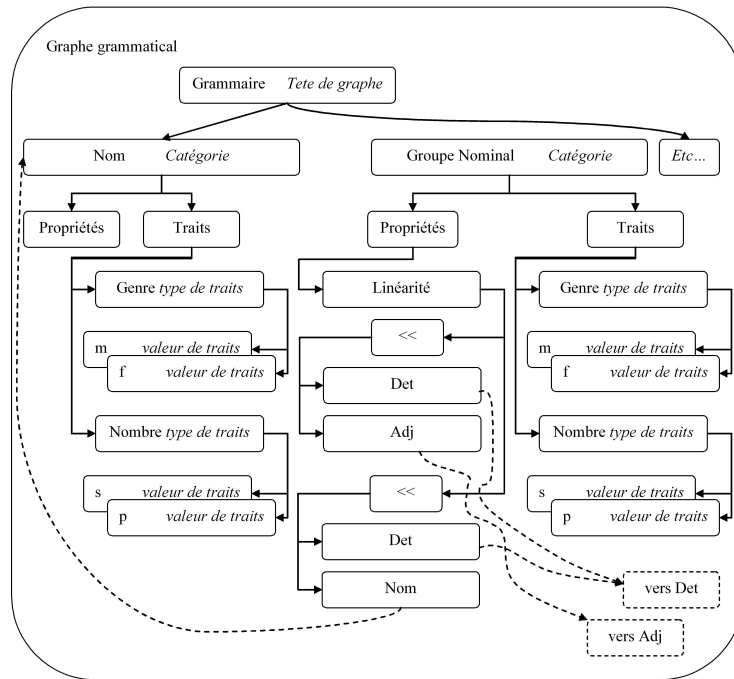 Graphe grammatical
Grammaire Tete de graphe
Nom Catégorie
Groupe Nominal Catégorie
Etc…
Propriétés
Traits
Propriétés
Traits
Genre type de traits
Linéarité
Genre type de traits
m valeur de traits
f valeur de traits
<<
m valeur de traits
f valeur de traits
Det
Nombre type de traits
Adj
Nombre type de traits
s valeur de traits
p valeur de traits
<<
s valeur de traits
p valeur de traits
Det
Nom
vers Det
vers Adj